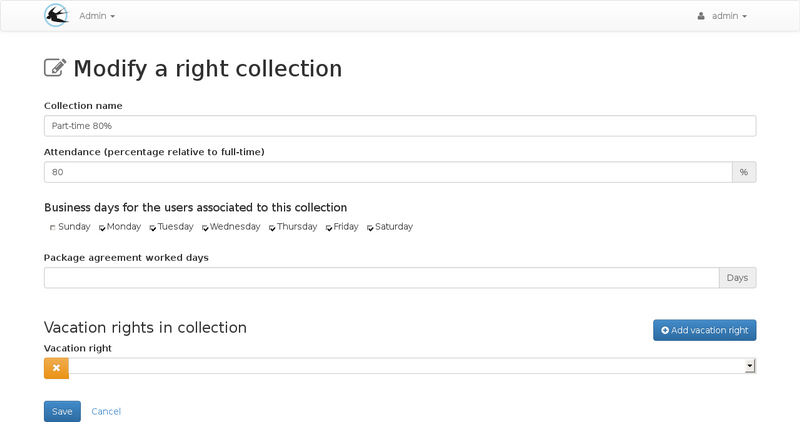 Admin admin
Modify a right collection
Collection name
Part-time 80%
Attendance (percentage relative to full-time)
80 %
Business days for the users associated to this collection
Sunday Monday Tuesday Wednesday Thursday Friday Saturday
Package agreement worked days
Days
Vacation rights in collection Add vacation right
Vacation right
Save Cancel